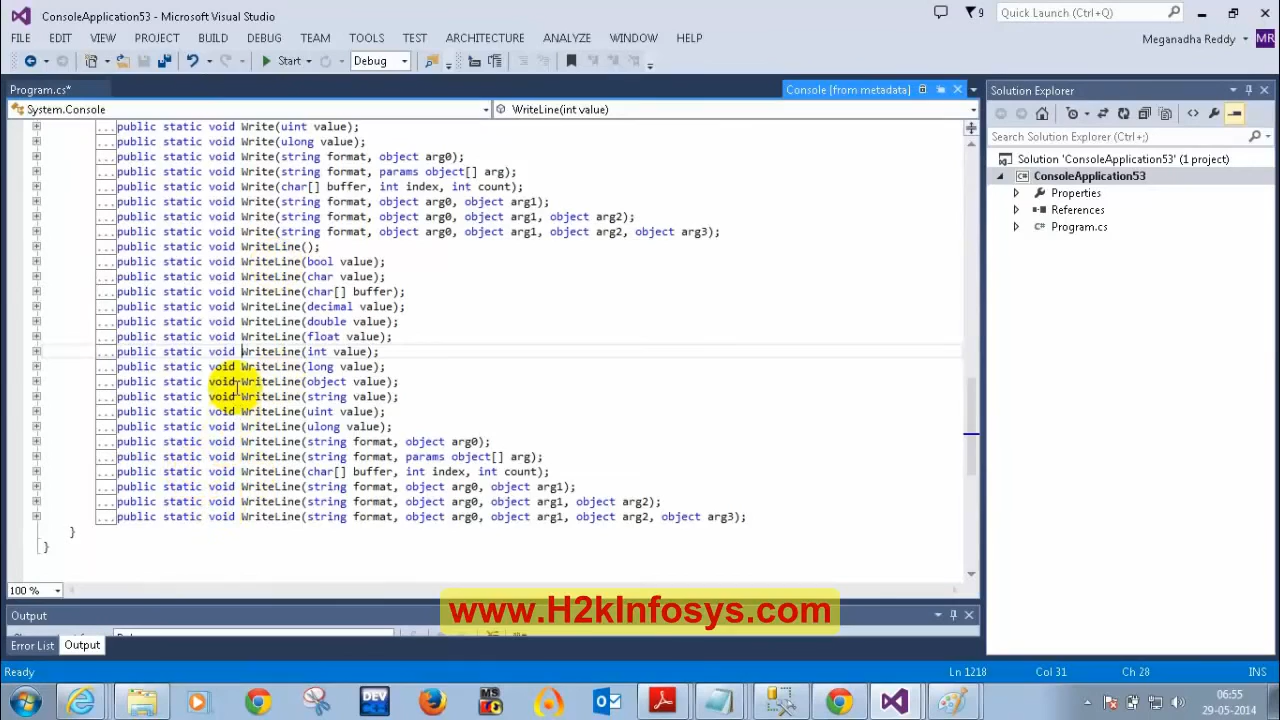 ConsoleApplication53 - Microsoft Visual Studio
9
Quick Launch (Ctrl+Q)
FILE EDIT VIEW PROJECT BUILD DEBUG TEAM TOOLS TEST ARCHITECTURE ANALYZE WINDOW HELP
Meganadha Reddy MR
Start Debug
Program.cs* Console [from metadata] Solution Explorer
System.Console WriteLine(int value)
Search Solution Explorer (Ctrl+;)
Solution 'ConsoleApplication53' (1 project)
ConsoleApplication53
Properties
References
Program.cs
...public static void Write(uint value);
...public static void Write(ulong value);
...public static void Write(string format, object arg0);
...public static void Write(string format, params object[] arg);
...public static void Write(char[] buffer, int index, int count);
...public static void Write(string format, object arg0, object arg1);
...public static void Write(string format, object arg0, object arg1, object arg2);
...public static void Write(string format, object arg0, object arg1, object arg2, object arg3);
...public static void WriteLine();
...public static void WriteLine(bool value);
...public static void WriteLine(char value);
...public static void WriteLine(char[] buffer);
...public static void WriteLine(decimal value);
...public static void WriteLine(double value);
...public static void WriteLine(float value);
...public static void WriteLine(int value);
...public static void WriteLine(long value);
...public static void WriteLine(object value);
...public static void WriteLine(string value);
...public static void WriteLine(uint value);
...public static void WriteLine(ulong value);
...public static void WriteLine(string format, object arg0);
...public static void WriteLine(string format, params object[] arg);
...public static void WriteLine(char[] buffer, int index, int count);
...public static void WriteLine(string format, object arg0, object arg1);
...public static void WriteLine(string format, object arg0, object arg1, object arg2);
...public static void WriteLine(string format, object arg0, object arg1, object arg2, object arg3);
}
}
100 %
www.H2kInfosys.com
Output
Error List Output
Ready Ln 1218 Col 31 Ch 28 INS
DEV MS
06:55
29-05-2014